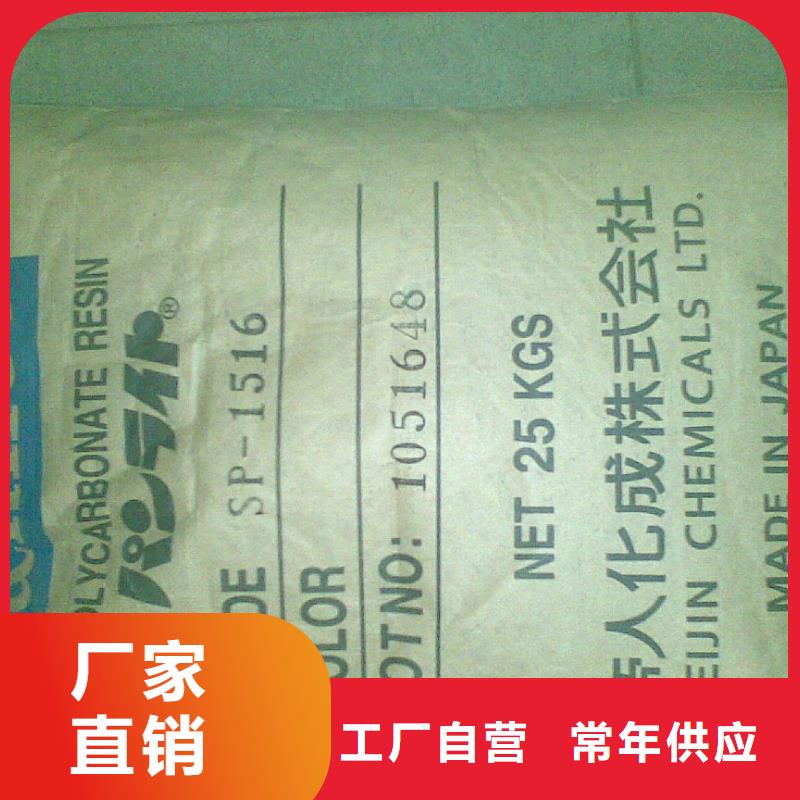 POLYCARBONATE RESIN
パンライト®
DE SP-1516
OLOR
OT NO: 1051648
NET 25 KGS
帝人化成株式会社
EIJIN CHEMICALS LTD.
MADE IN JAPAN
厂家
直销
工厂自营 常年供应